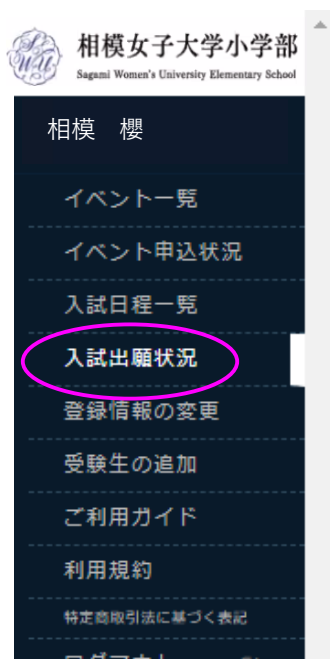 相模女子大学小学部
Sagami Women's University Elementary School
相模　櫻
イベント一覧
イベント申込状況
入試日程一覧
入試出願状況
登録情報の変更
受験生の追加
ご利用ガイド
利用規約
特定商取引法に基づく表記